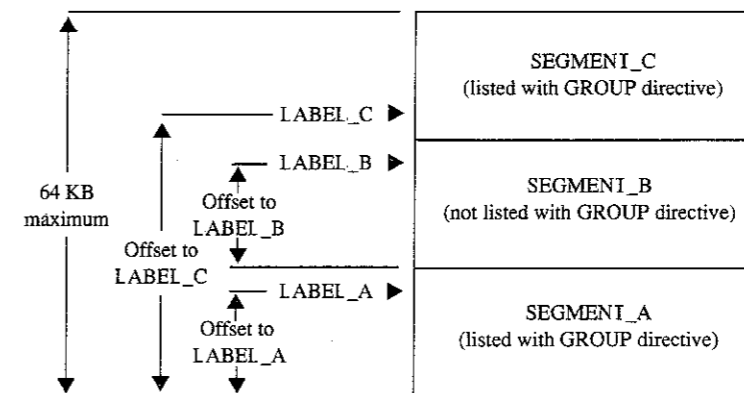 SEGMENT_C
(listed with GROUP directive)
LABEL_C
LABEL_B
64 KB
maximum
Offset to
LABEL_B
SEGMENT_B
(not listed with GROUP directive)
Offset to
LABEL_C
LABEL_A
Offset to
LABEL_A
SEGMENT_A
(listed with GROUP directive)